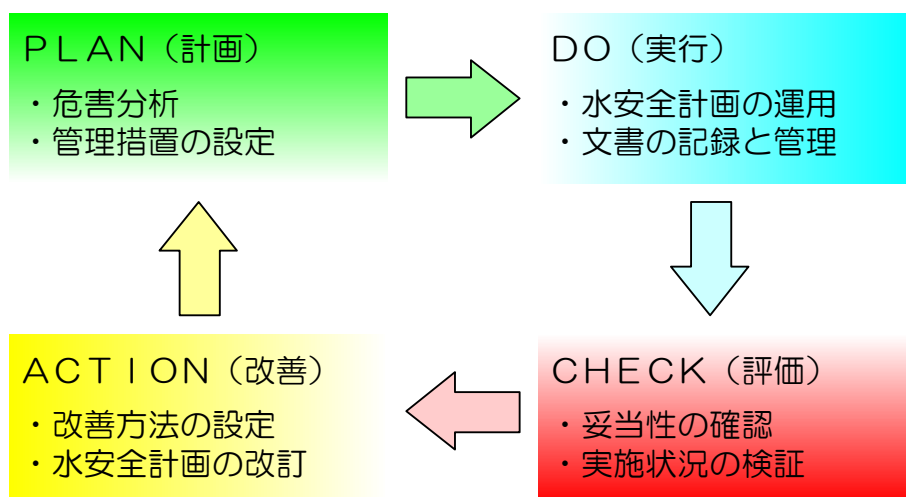 ＰＬＡＮ（計画）
・危害分析
・管理措置の設定
ＤＯ（実行）
・水安全計画の運用
・文書の記録と管理
ＣＨＥＣＫ（評価）
・妥当性の確認
・実施状況の検証
ＡＣＴＩＯＮ（改善）
・改善方法の設定
・水安全計画の改訂